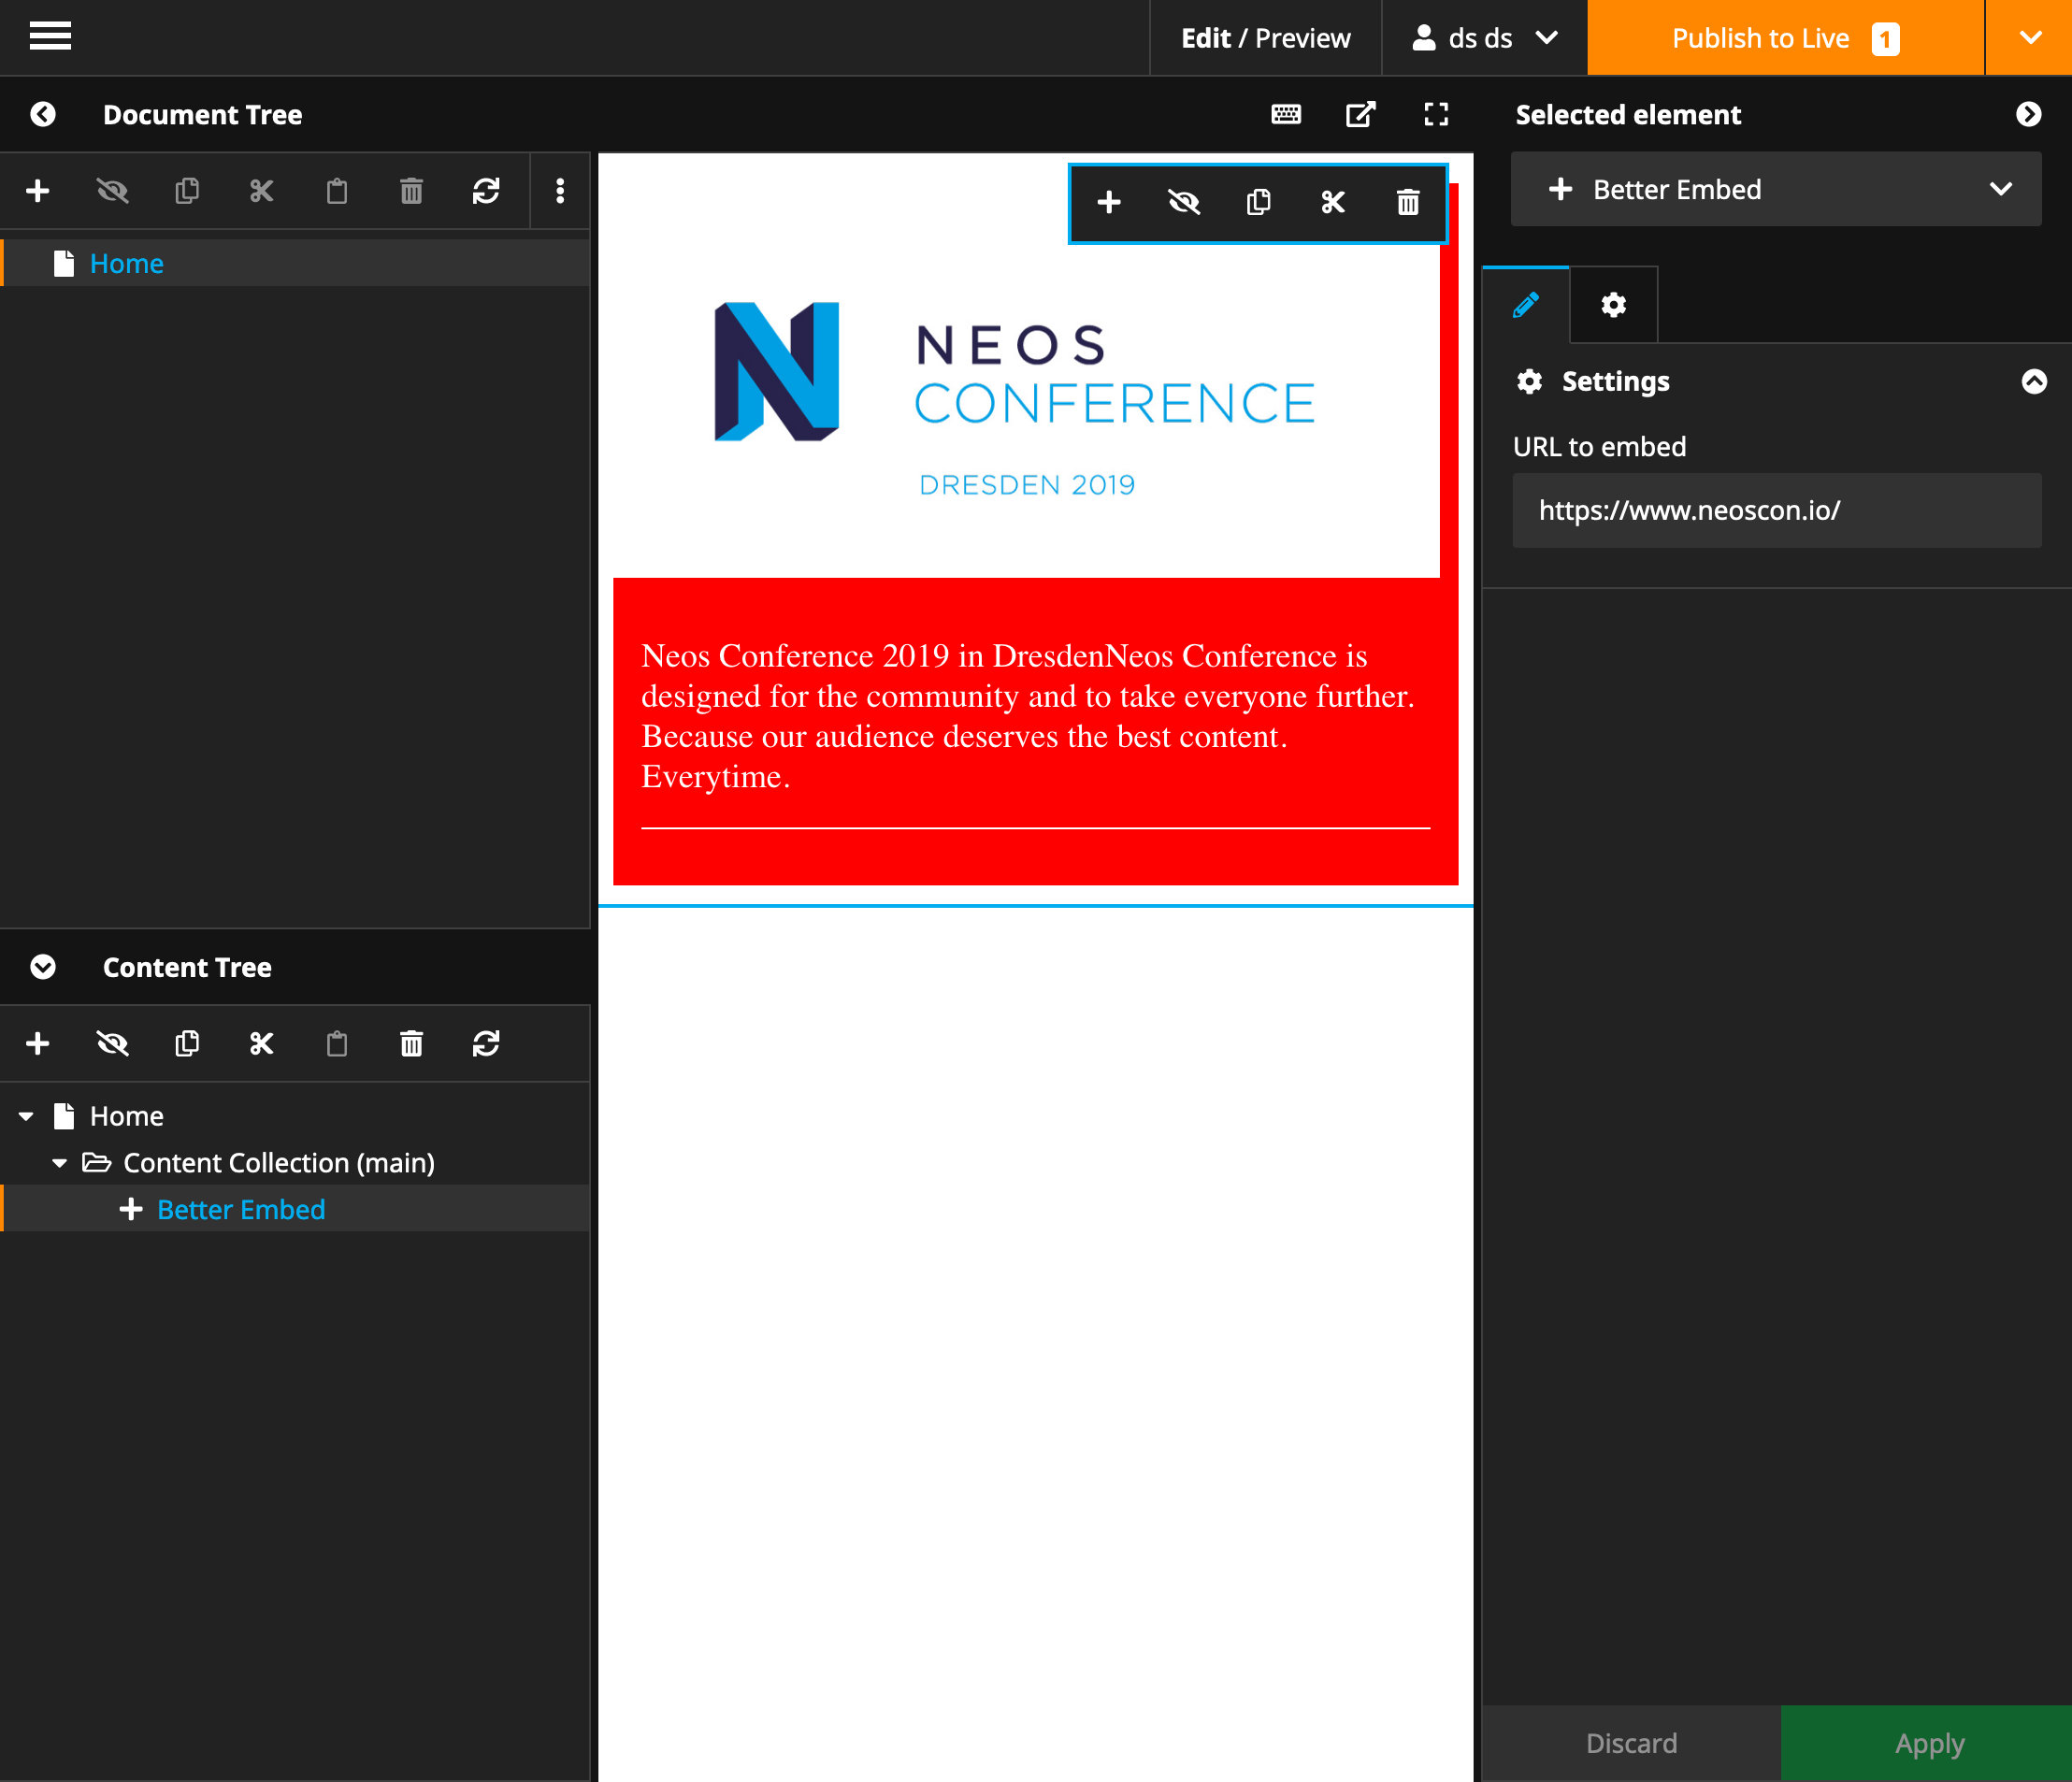 Edit / Preview
ds ds
Publish to Live 1
Document Tree
Selected element
Better Embed
Home
NEOS
CONFERENCE
DRESDEN 2019
Settings
URL to embed
https://www.neoscon.io/
Neos Conference 2019 in DresdenNeos Conference is
designed for the community and to take everyone further.
Because our audience deserves the best content.
Everytime.
Content Tree
Home
Content Collection (main)
Better Embed
Discard
Apply